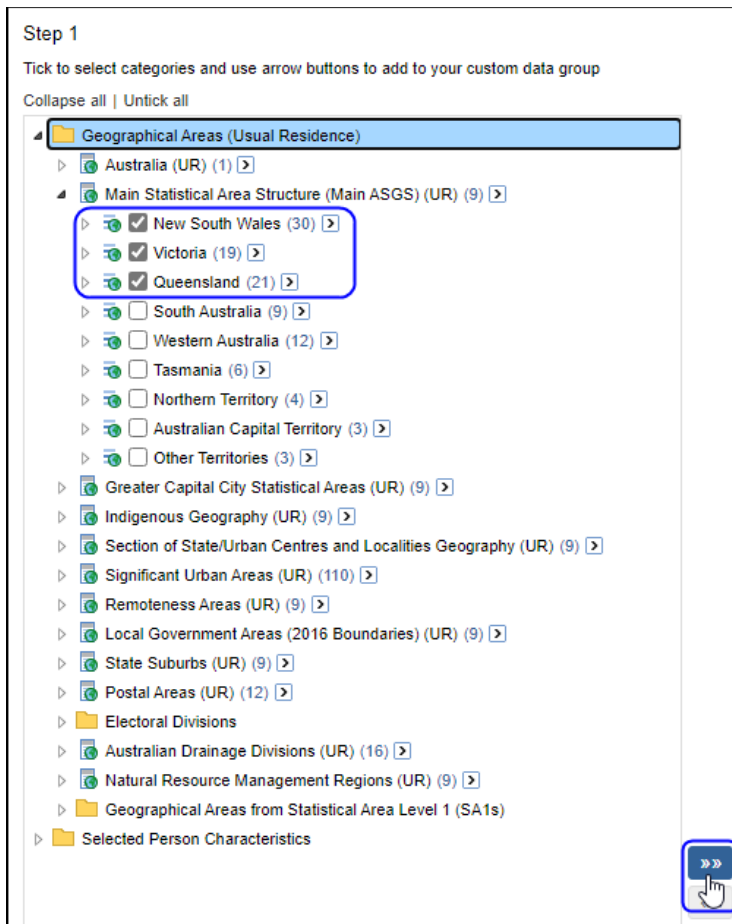 Step 1
Tick to select categories and use arrow buttons to add to your custom data group
Collapse all | Untick all
Geographical Areas (Usual Residence)
Australia (UR) (1)
Main Statistical Area Structure (Main ASGS) (UR) (9)
New South Wales (30)
Victoria (19)
Queensland (21)
South Australia (9)
Western Australia (12)
Tasmania (6)
Northern Territory (4)
Australian Capital Territory (3)
Other Territories (3)
Greater Capital City Statistical Areas (UR) (9)
Indigenous Geography (UR) (9)
Section of State/Urban Centres and Localities Geography (UR) (9)
Significant Urban Areas (UR) (110)
Remoteness Areas (UR) (9)
Local Government Areas (2016 Boundaries) (UR) (9)
State Suburbs (UR) (9)
Postal Areas (UR) (12)
Electoral Divisions
Australian Drainage Divisions (UR) (16)
Natural Resource Management Regions (UR) (9)
Geographical Areas from Statistical Area Level 1 (SA1s)
Selected Person Characteristics
»»